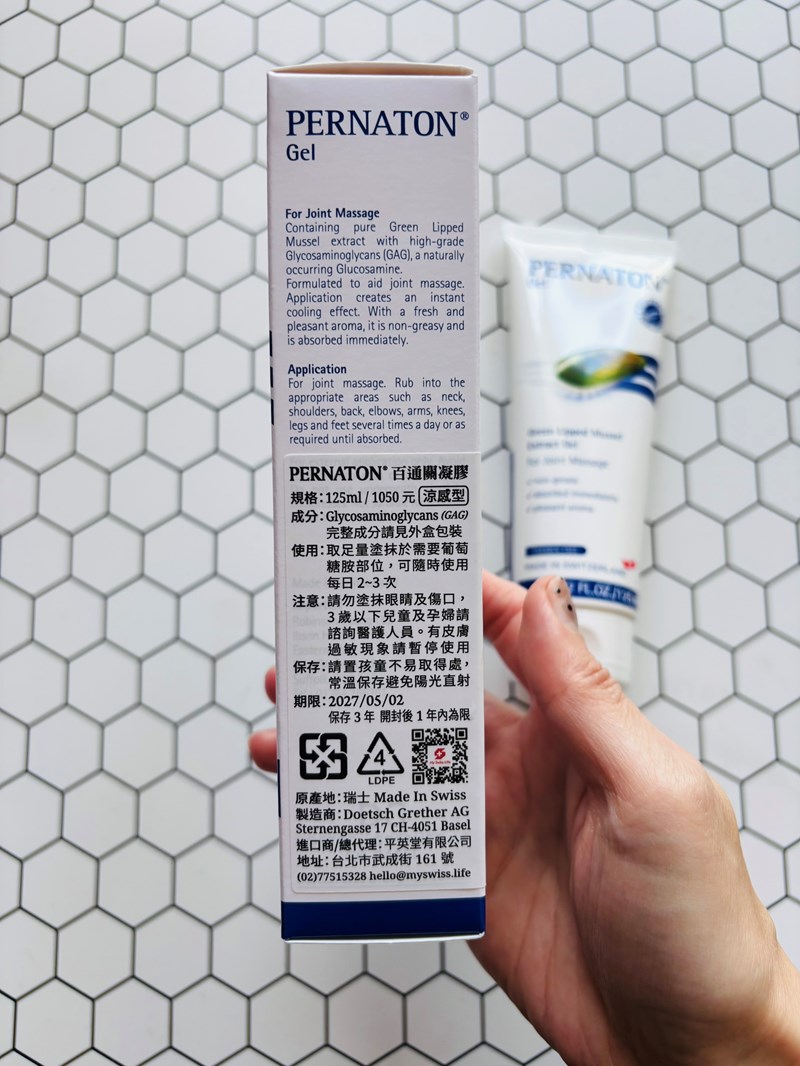 PERNATON®
Gel
For Joint Massage
Containing pure Green Lipped
Mussel extract with high-grade
Glycosaminoglycans (GAG), a naturally
occurring Glucosamine.
Formulated to aid joint massage.
Application creates an instant
cooling effect. With a fresh and
pleasant aroma, it is non-greasy and
is absorbed immediately.
Application
For joint massage. Rub into the
appropriate areas such as neck,
shoulders, back, elbows, arms, knees,
legs and feet several times a day or as
required until absorbed.
PERNATON® 百通關凝膠
規格：125ml / 1050 元 涼感型
成分：Glycosaminoglycans (GAG)
完整成分請見外盒包裝
使用：取足量塗抹於需要葡萄
糖胺部位，可隨時使用
每日 2~3 次
注意：請勿塗抹眼睛及傷口，
3 歲以下兒童及孕婦請
諮詢醫護人員。有皮膚
過敏現象請暫停使用
保存：請置孩童不易取得處，
常溫保存避免陽光直射
期限：2027/05/02
保存 3 年 開封後 1 年內為限
4
LDPE
原產地：瑞士 Made In Swiss
製造商：Doetsch Grether AG
Sternengasse 17 CH-4051 Basel
進口商/總代理：平英堂有限公司
地址：台北市武成街 161 號
(02)77515328 hello@myswiss.life
PERNATON
Gel
Green Lipped Mussel
Extract Gel
For Joint Massage
MADE IN SWITZERLAND